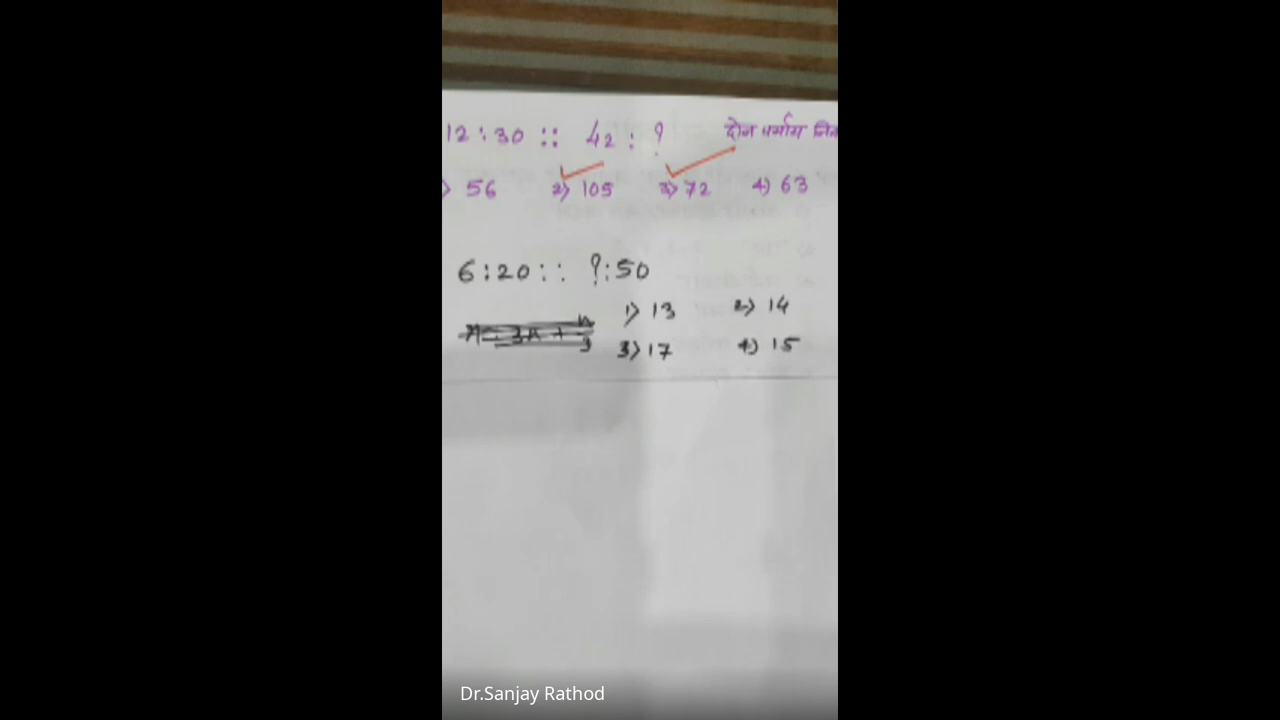 12 : 30 :: 42 : ? दोन पर्याय
> 56 2) 105 3) 72 4) 63
6 : 20 :: ? : 50
1) 13 2) 14
3) 17 4) 15
Dr.Sanjay Rathod